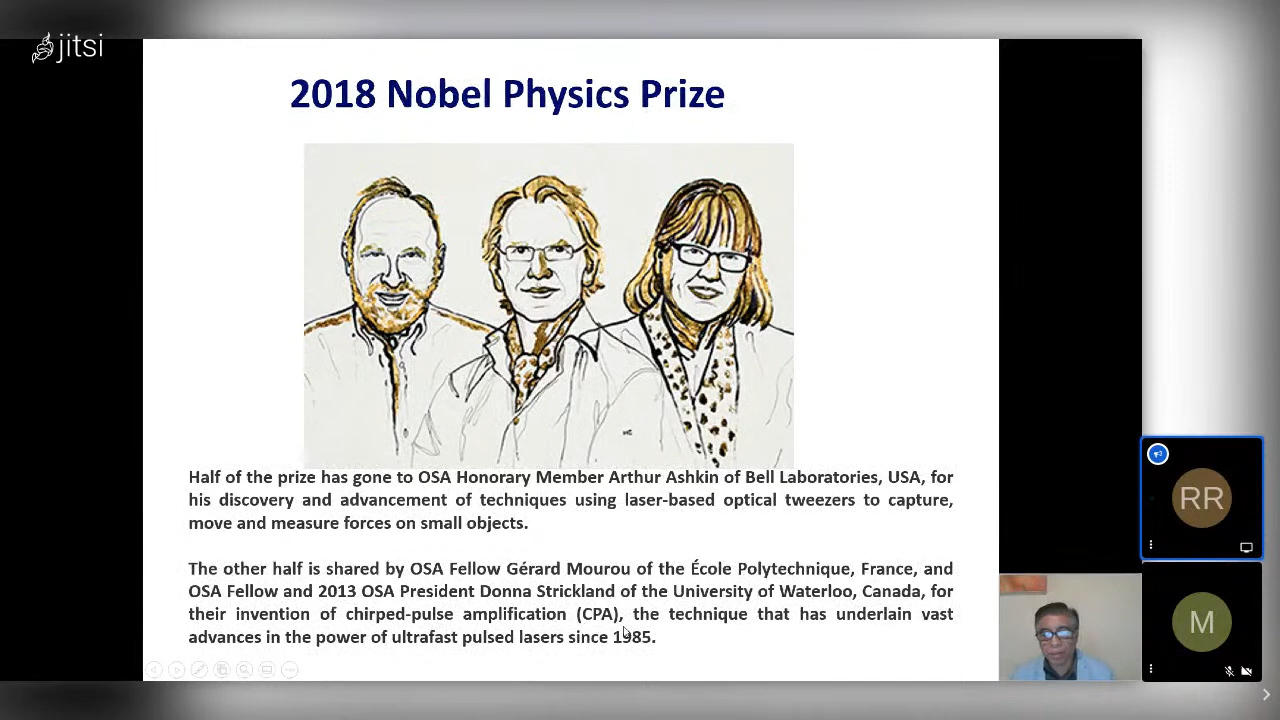 jitsi
2018 Nobel Physics Prize
Half of the prize has gone to OSA Honorary Member Arthur Ashkin of Bell Laboratories, USA, for
his discovery and advancement of techniques using laser-based optical tweezers to capture,
move and measure forces on small objects.
The other half is shared by OSA Fellow Gérard Mourou of the École Polytechnique, France, and
OSA Fellow and 2013 OSA President Donna Strickland of the University of Waterloo, Canada, for
their invention of chirped-pulse amplification (CPA), the technique that has underlain vast
advances in the power of ultrafast pulsed lasers since 1985.
RR
M